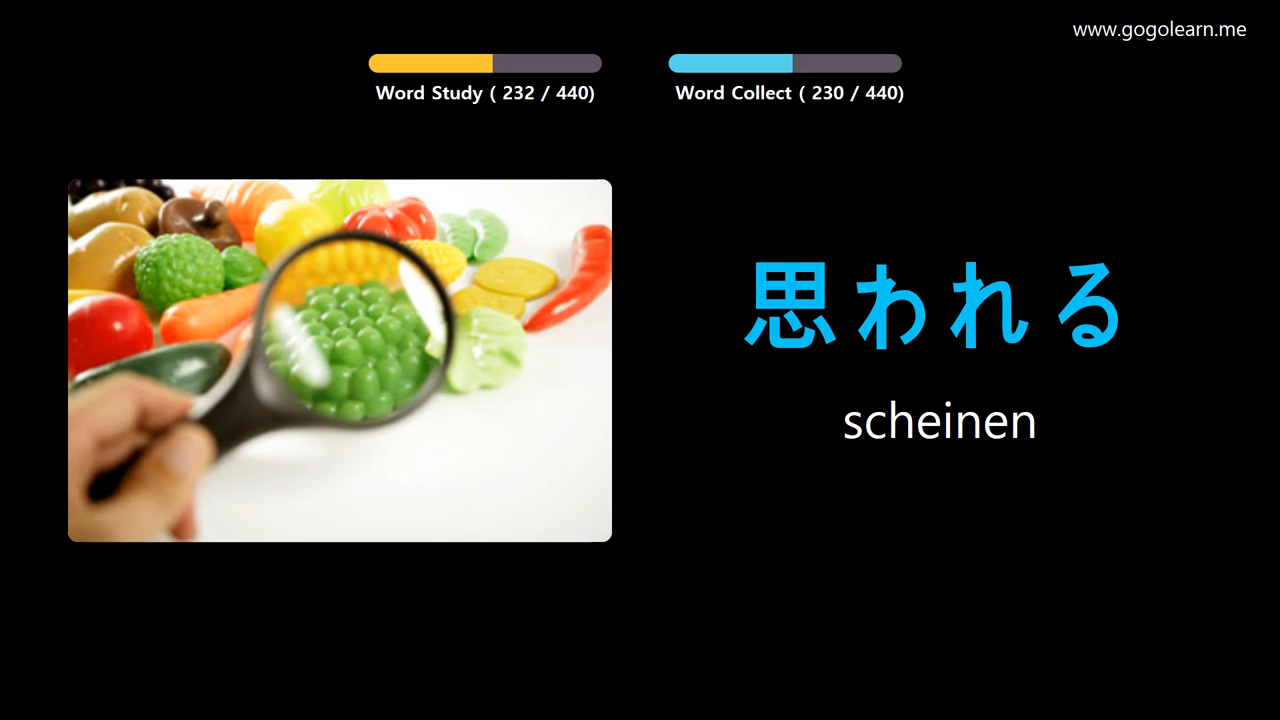 www.gogolearn.me
Word Study ( 232 / 440)
Word Collect ( 230 / 440)
思われる
scheinen